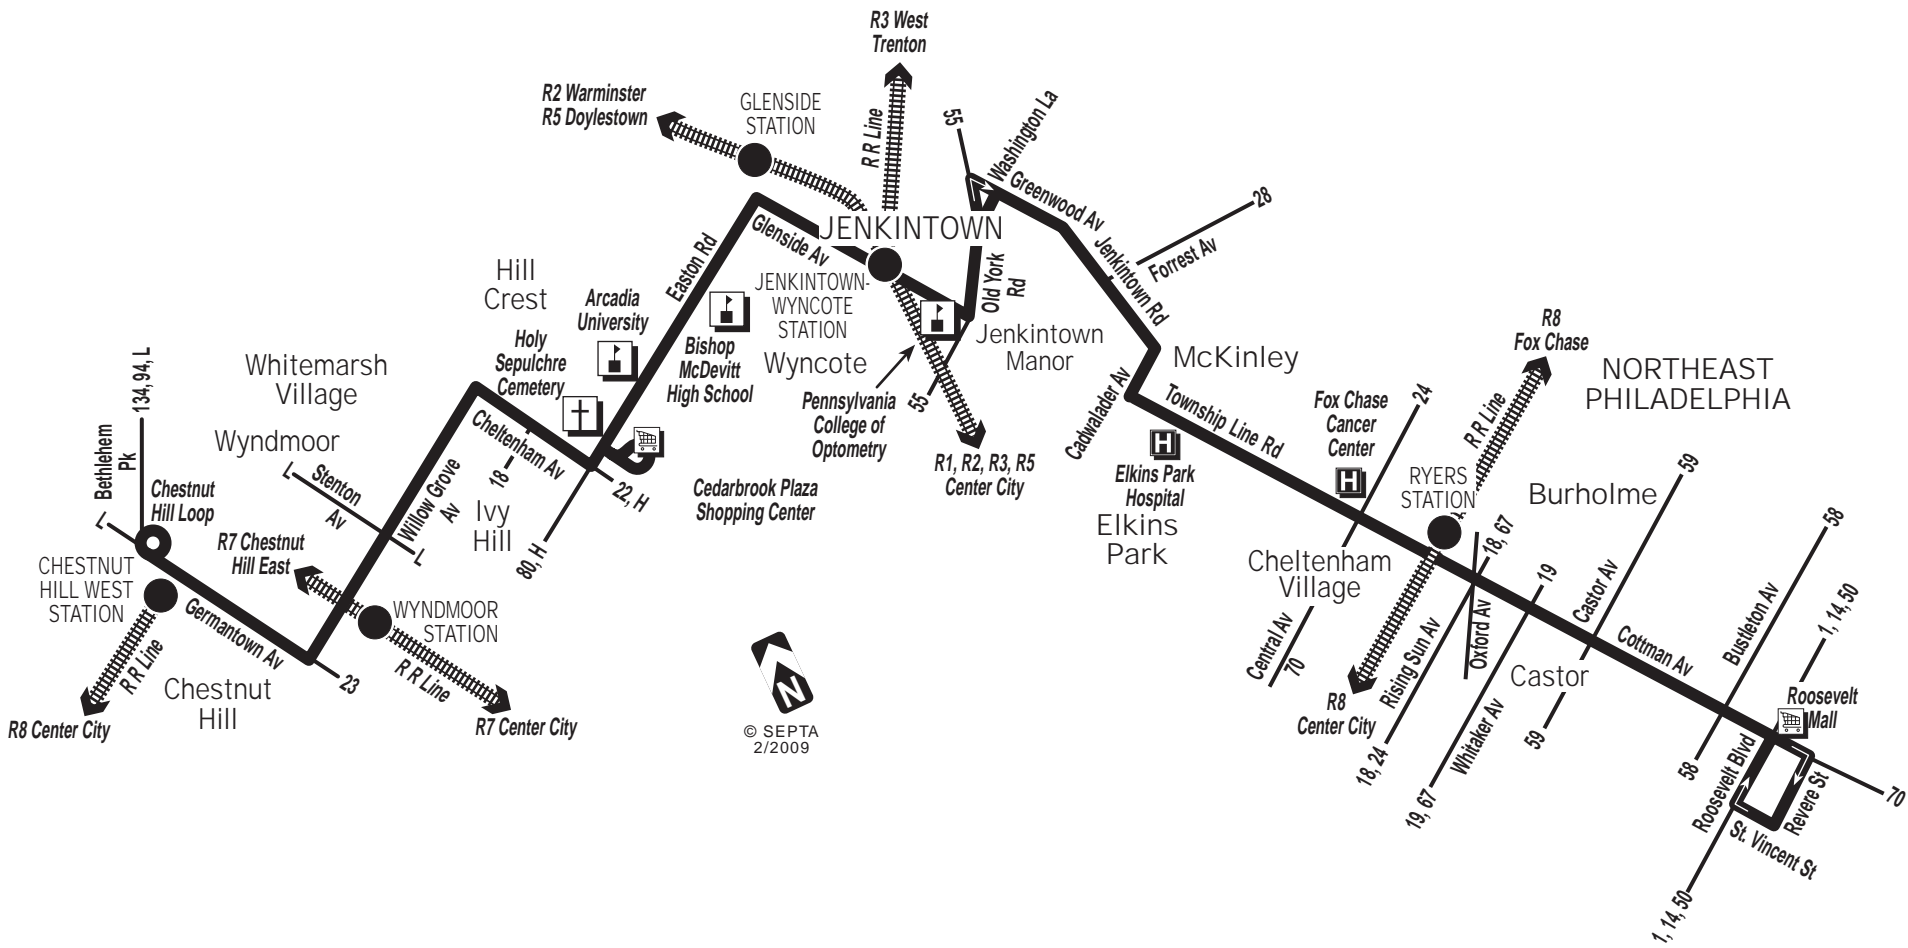 R3 West
Trenton
R2 Warminster
R5 Doylestown
GLENSIDE
STATION
R R Line
55
Washington La
Greenwood Av
28
Forrest Av
JENKINTOWN
Glenside Av
Easton Rd
Jenkintown Rd
Old York
Rd
JENKINTOWN-
WYNCOTE
STATION
Hill
Crest
Arcadia
University
Holy
Sepulchre
Cemetery
Bishop
McDevitt
High School
Wyncote
Jenkintown
Manor
McKinley
R8
Fox Chase
NORTHEAST
PHILADELPHIA
Whitemarsh
Village
134, 94, L
Wyndmoor
Bethlehem
Pk
Chestnut
Hill Loop
L
Stenton
Av
L
L
Willow Grove
Av
Cheltenham Av
18
Ivy
Hill
80, H
22, H
Cedarbrook Plaza
Shopping Center
Pennsylvania
College of
Optometry
55
R1, R2, R3, R5
Center City
Cadwalader Av
Township Line Rd
Elkins Park
Hospital
Elkins
Park
Fox Chase
Cancer
Center
24
R R Line
RYERS
STATION
Burholme
59
58
18, 67
19
Castor Av
Bustleton Av
1, 14, 50
Cheltenham
Village
Central Av
70
R8
Center City
Rising Sun Av
Oxford Av
18, 24
Whitaker Av
19, 67
Castor
59
Cottman Av
58
Roosevelt
Mall
Roosevelt Blvd
Revere St
St. Vincent St
70
1, 14, 50
R7 Chestnut
Hill East
CHESTNUT
HILL WEST
STATION
WYNDMOOR
STATION
Germantown Av
R R Line
R R Line
23
Chestnut
Hill
R8 Center City
R7 Center City
N
© SEPTA
2/2009
H
H